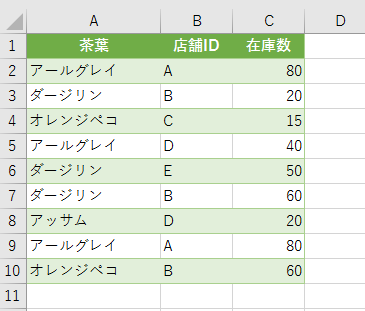 A B C D
1 茶葉 店舗ID 在庫数
2 アールグレイ A 80
3 ダージリン B 20
4 オレンジペコ C 15
5 アールグレイ D 40
6 ダージリン E 50
7 ダージリン B 60
8 アッサム D 20
9 アールグレイ A 80
10 オレンジペコ B 60
11